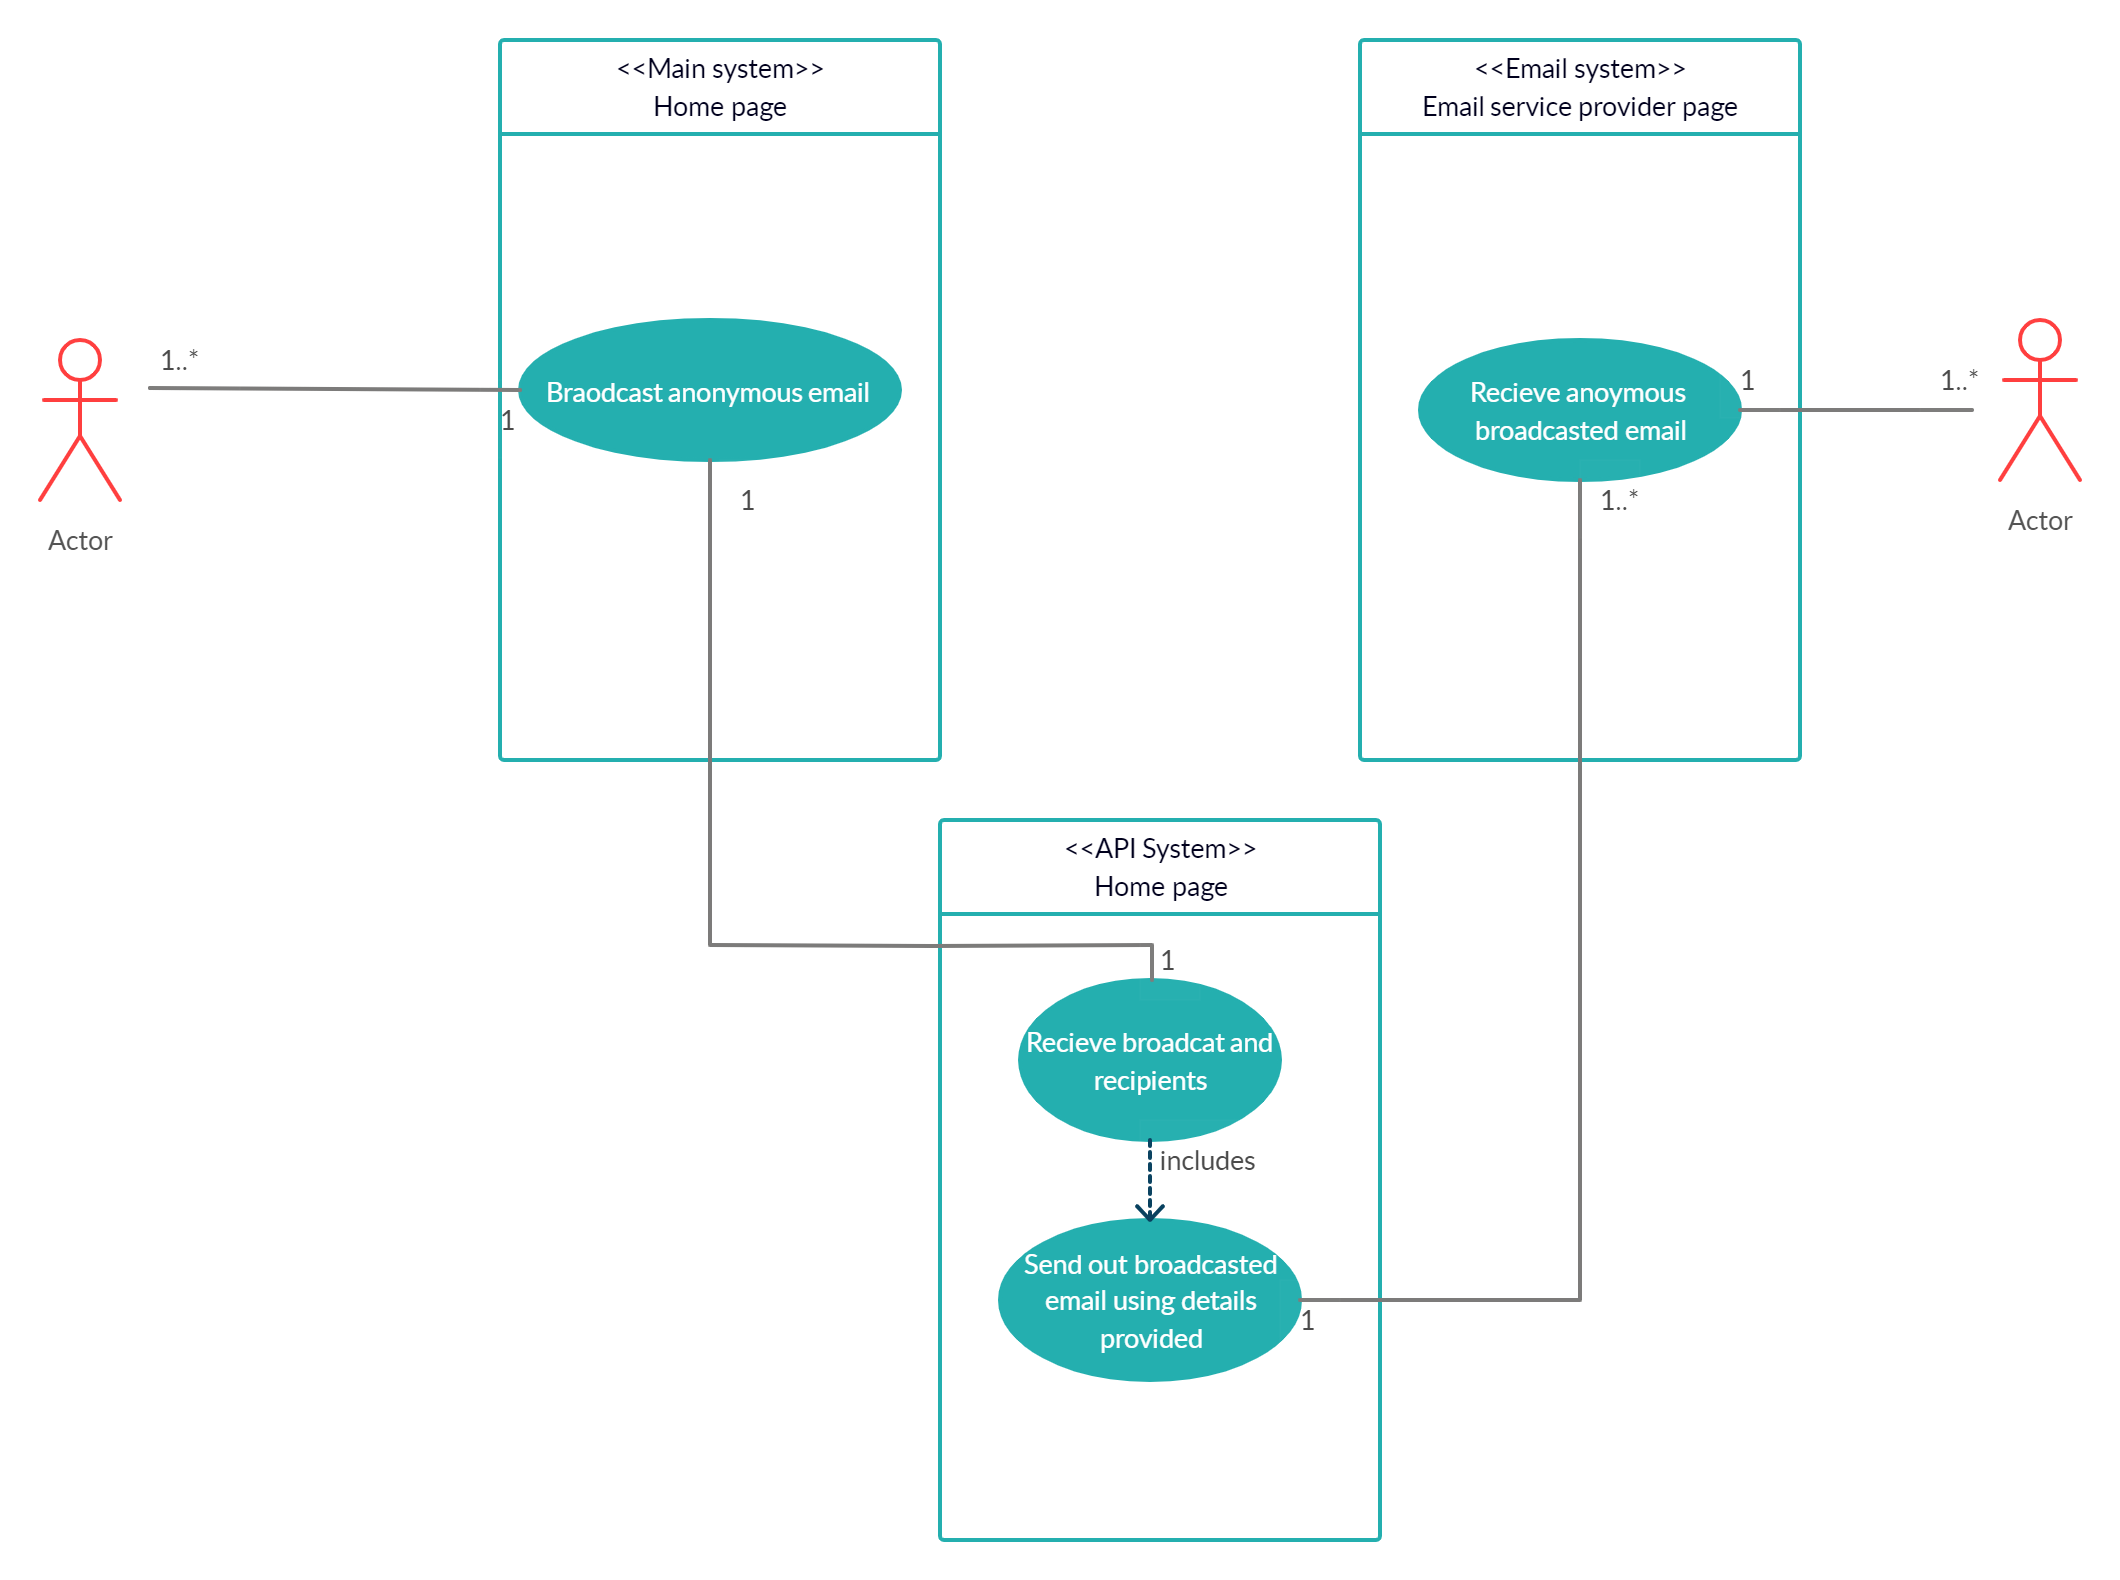 <<Main system>>
Home page
<<Email system>>
Email service provider page
1..*
1
Braodcast anonymous email
1
Actor
Recieve anoymous
broadcasted email
1
1..*
1..*
Actor
<<API System>>
Home page
1
Recieve broadcat and
recipients
includes
Send out broadcasted
email using details
provided
1